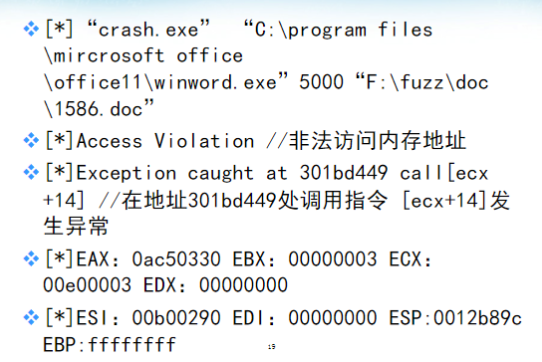 [*]“crash.exe” “C:\program files
\mircrosoft office
\office11\winword.exe”5000“F:\fuzz\doc
\1586.doc”
[*]Access Violation //非法访问内存地址
[*]Exception caught at 301bd449 call[ecx
+14] //在地址301bd449处调用指令 [ecx+14]发
生异常
[*]EAX：0ac50330 EBX：00000003 ECX：
00e00003 EDX：00000000
[*]ESI：00b00290 EDI：00000000 ESP:0012b89c
EBP:ffffffff
19